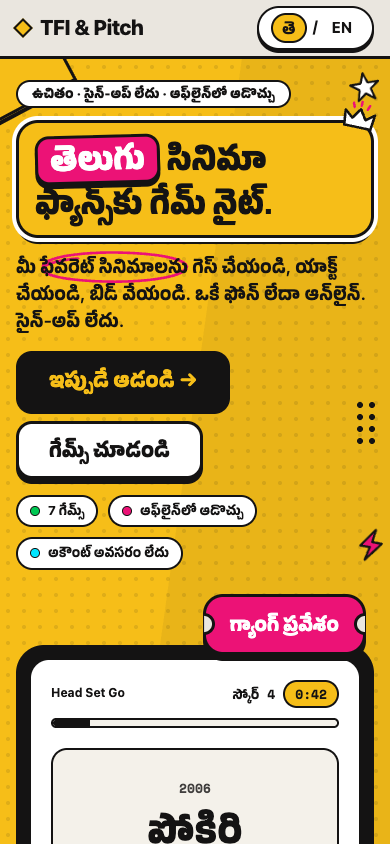 TFI & Pitch
తె / EN
ఉచితం · సైన్-అప్ లేదు · ఆఫ్‌లైన్‌లో ఆడొచ్చు
తెలుగు సినిమా
ఫ్యాన్స్‌కు గేమ్ నైట్.
మీ ఫేవరెట్ సినిమాలను గెస్ చేయండి, యాక్ట్
చేయండి, బిడ్ వేయండి. ఒకే ఫోన్ లేదా ఆన్‌లైన్.
సైన్-అప్ లేదు.
ఇప్పుడే ఆడండి →
గేమ్స్ చూడండి
7 గేమ్స్ ఆఫ్‌లైన్‌లో ఆడొచ్చు
అకౌంట్ అవసరం లేదు
గ్యాంగ్ ప్రవేశం
Head Set Go స్కోర్ 4 0:42
2006
పోకిరి